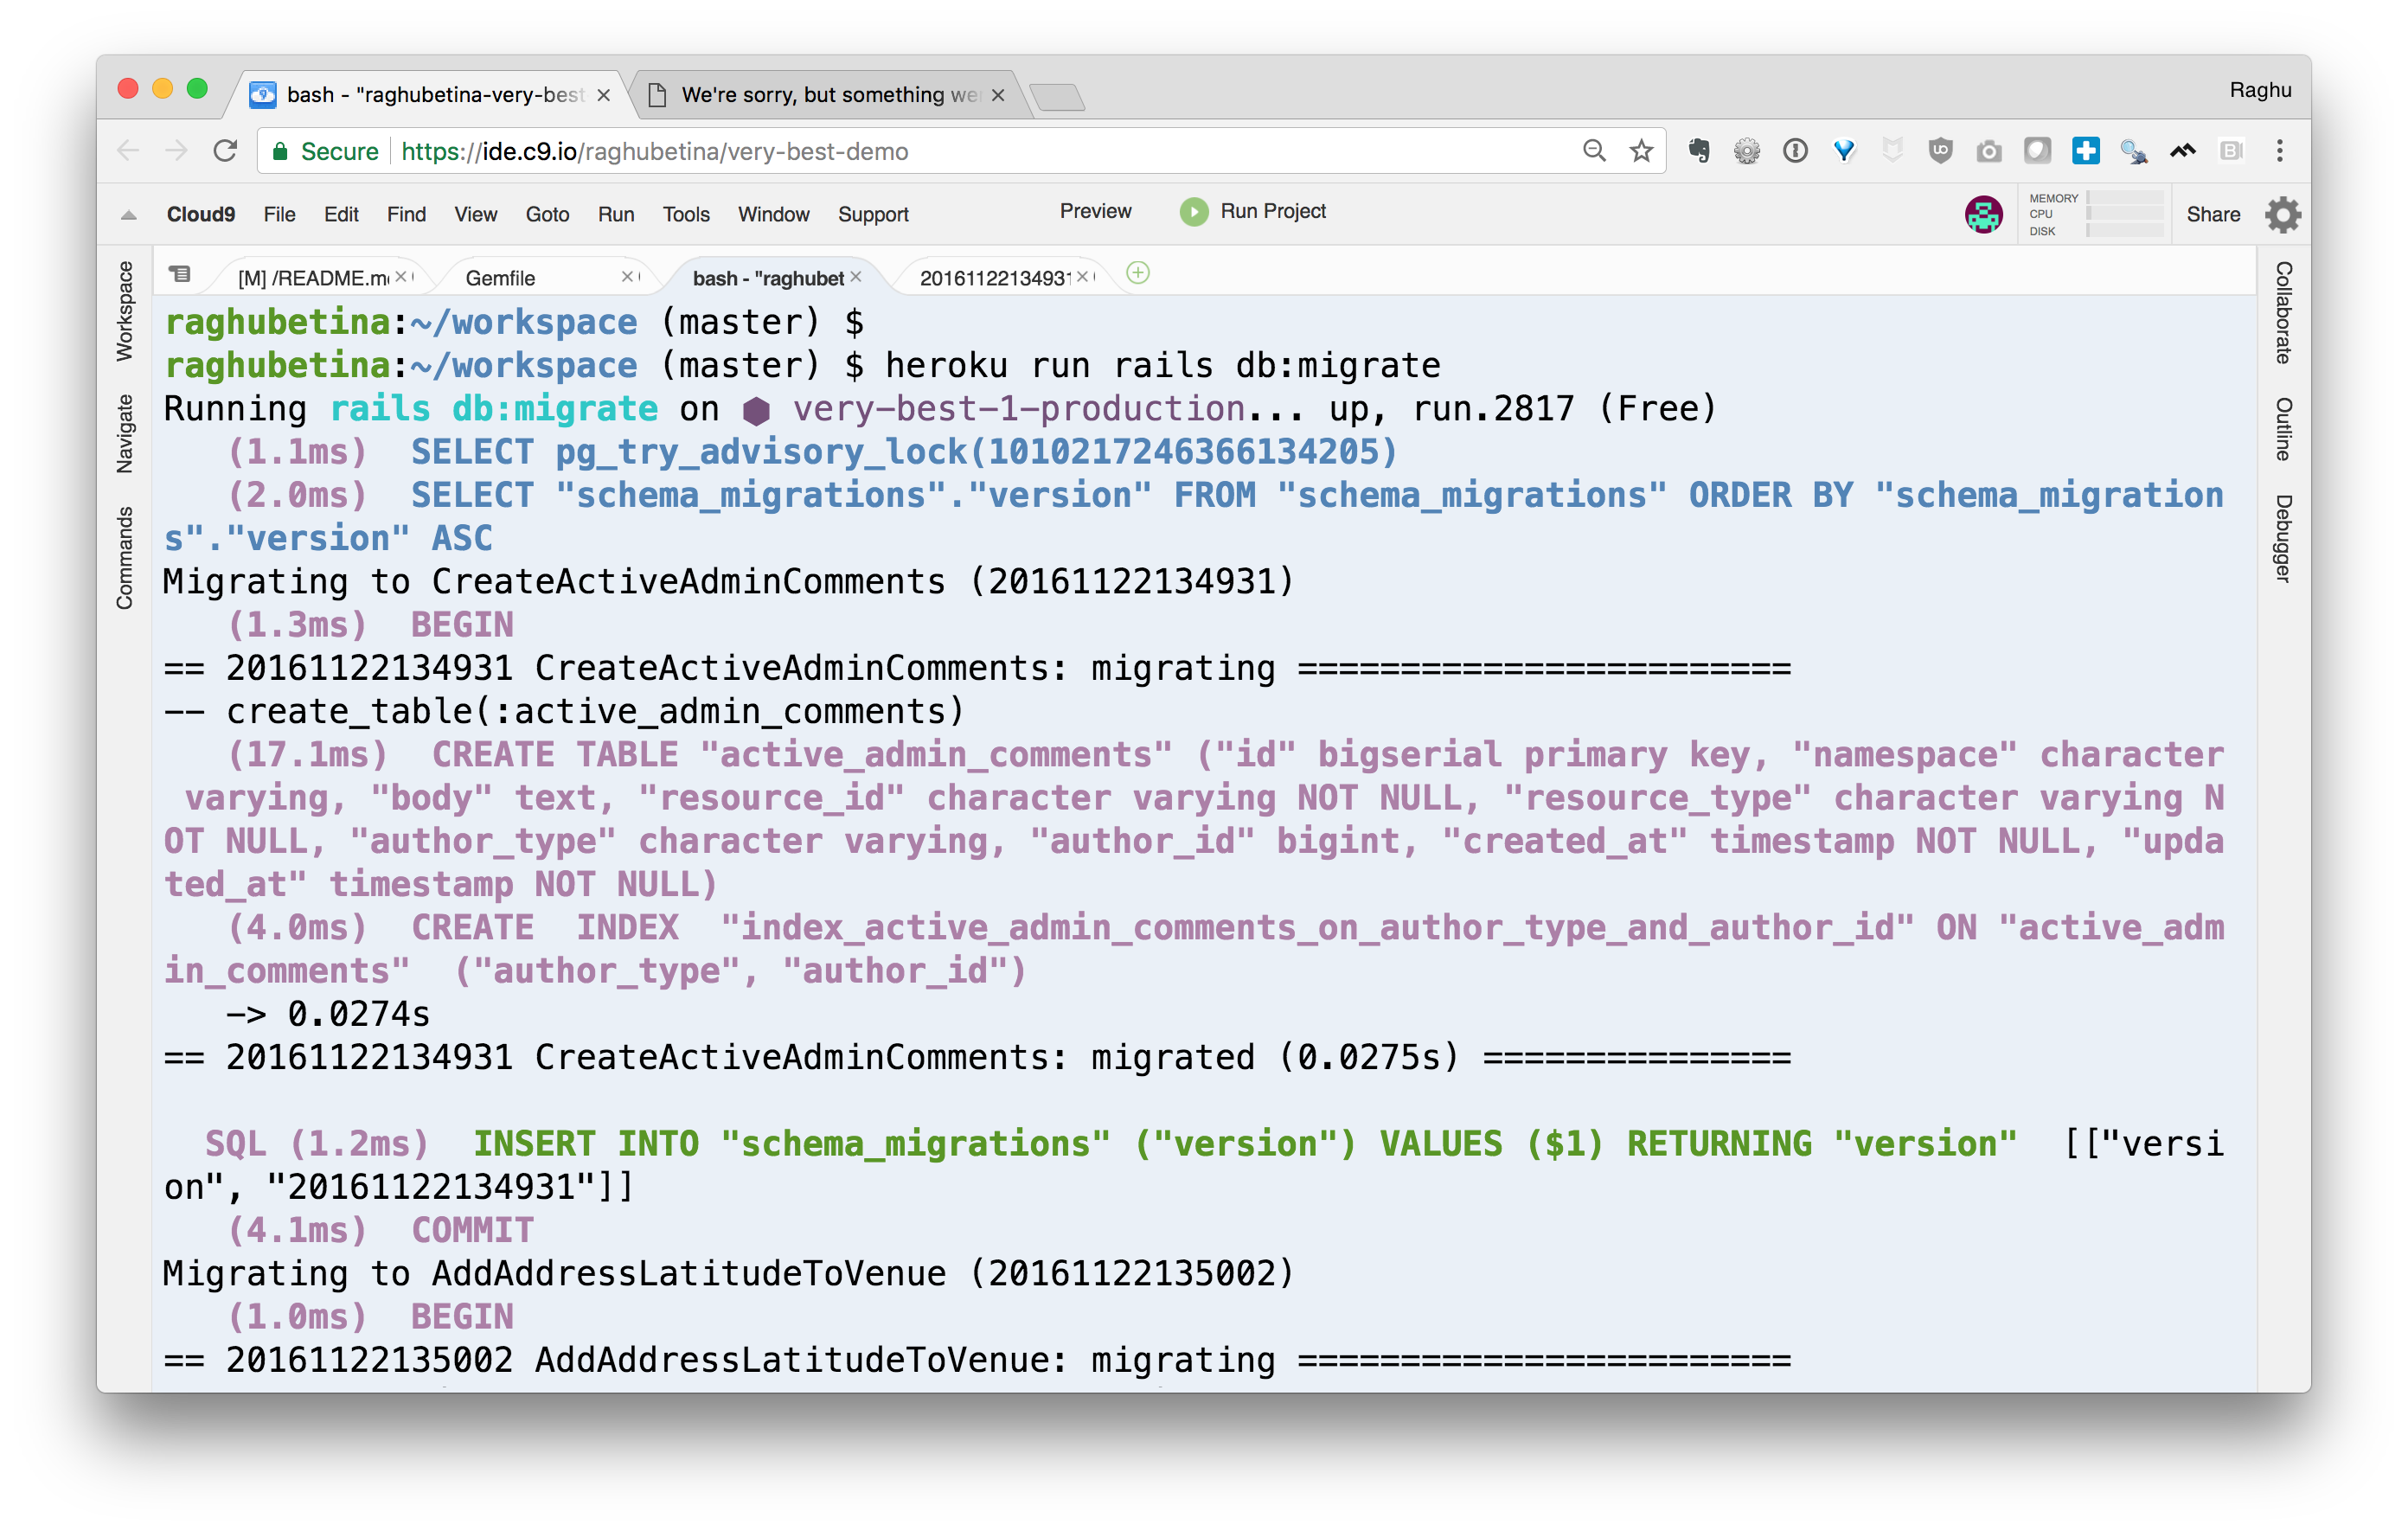 bash - "raghubetina-very-best
We're sorry, but something we
Raghu
Secure
https://ide.c9.io/raghubetina/very-best-demo
Cloud9 File Edit Find View Goto Run Tools Window Support Preview Run Project
MEMORY
CPU
DISK
Share
Workspace
Navigate
Commands
Collaborate
Outline
Debugger
[M] /README.m
Gemfile
bash - "raghubet
20161122134931
raghubetina:~/workspace (master) $
raghubetina:~/workspace (master) $ heroku run rails db:migrate
Running rails db:migrate on ⬢ very-best-1-production... up, run.2817 (Free)
(1.1ms)  SELECT pg_try_advisory_lock(1010217246366134205)
(2.0ms)  SELECT "schema_migrations"."version" FROM "schema_migrations" ORDER BY "schema_migration
s"."version" ASC
Migrating to CreateActiveAdminComments (20161122134931)
(1.3ms)  BEGIN
== 20161122134931 CreateActiveAdminComments: migrating ========================
-- create_table(:active_admin_comments)
(17.1ms)  CREATE TABLE "active_admin_comments" ("id" bigserial primary key, "namespace" character
varying, "body" text, "resource_id" character varying NOT NULL, "resource_type" character varying N
OT NULL, "author_type" character varying, "author_id" bigint, "created_at" timestamp NOT NULL, "upda
ted_at" timestamp NOT NULL)
(4.0ms)  CREATE  INDEX  "index_active_admin_comments_on_author_type_and_author_id" ON "active_adm
in_comments"  ("author_type", "author_id")
-> 0.0274s
== 20161122134931 CreateActiveAdminComments: migrated (0.0275s) ===============
SQL (1.2ms)  INSERT INTO "schema_migrations" ("version") VALUES ($1) RETURNING "version"  [["versi
on", "20161122134931"]]
(4.1ms)  COMMIT
Migrating to AddAddressLatitudeToVenue (20161122135002)
(1.0ms)  BEGIN
== 20161122135002 AddAddressLatitudeToVenue: migrating ========================